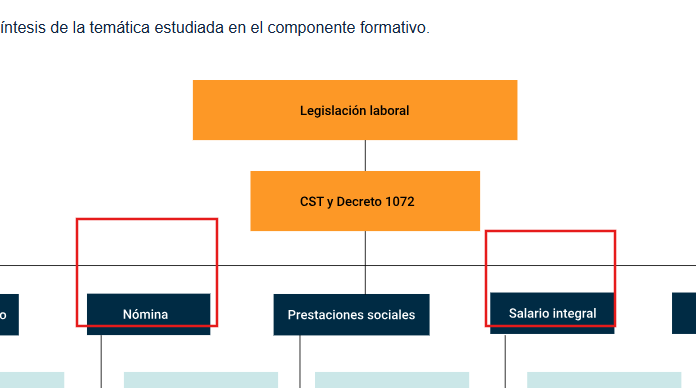 íntesis de la temática estudiada en el componente formativo.
Legislación laboral
CST y Decreto 1072
o
Nómina
Prestaciones sociales
Salario integral